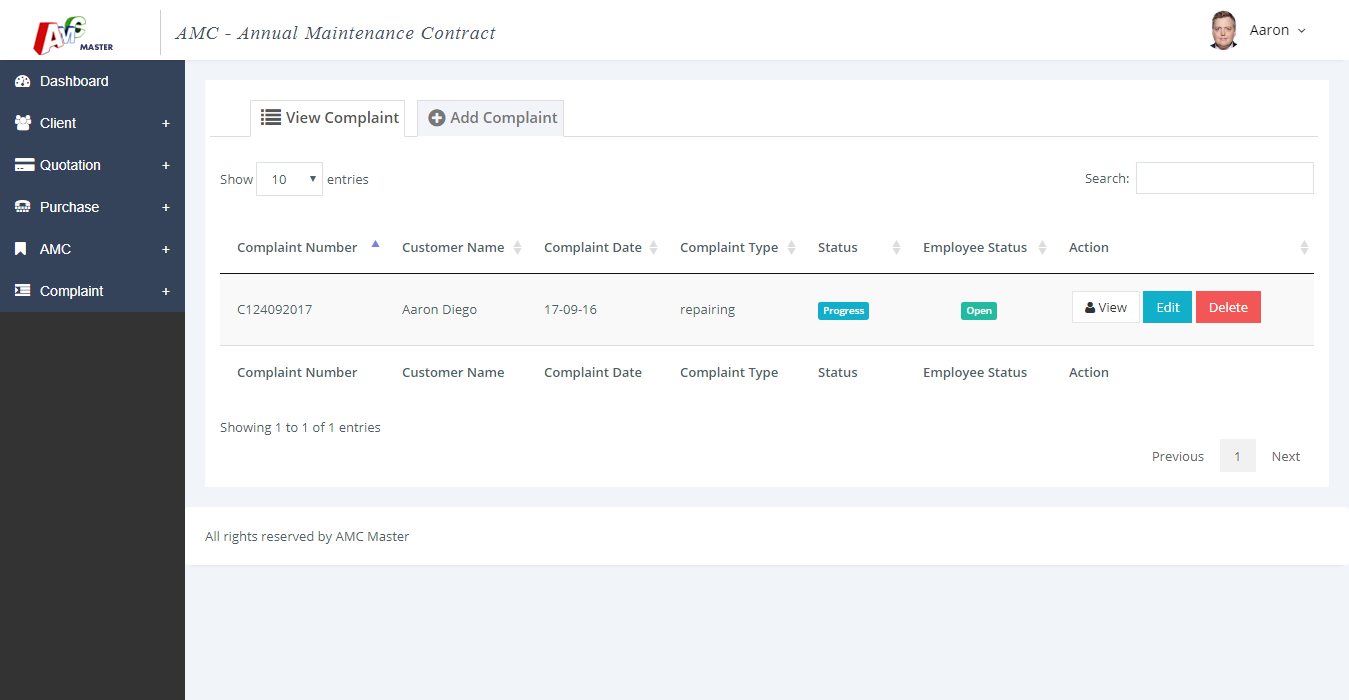 AMC MASTER
AMC - Annual Maintenance Contract
Aaron
Dashboard
Client +
Quotation +
Purchase +
AMC +
Complaint +
View Complaint
Add Complaint
Show 10 entries
Search:
Complaint Number Customer Name Complaint Date Complaint Type Status Employee Status Action
C124092017 Aaron Diego 17-09-16 repairing Progress Open View Edit Delete
Complaint Number Customer Name Complaint Date Complaint Type Status Employee Status Action
Showing 1 to 1 of 1 entries
Previous 1 Next
All rights reserved by AMC Master